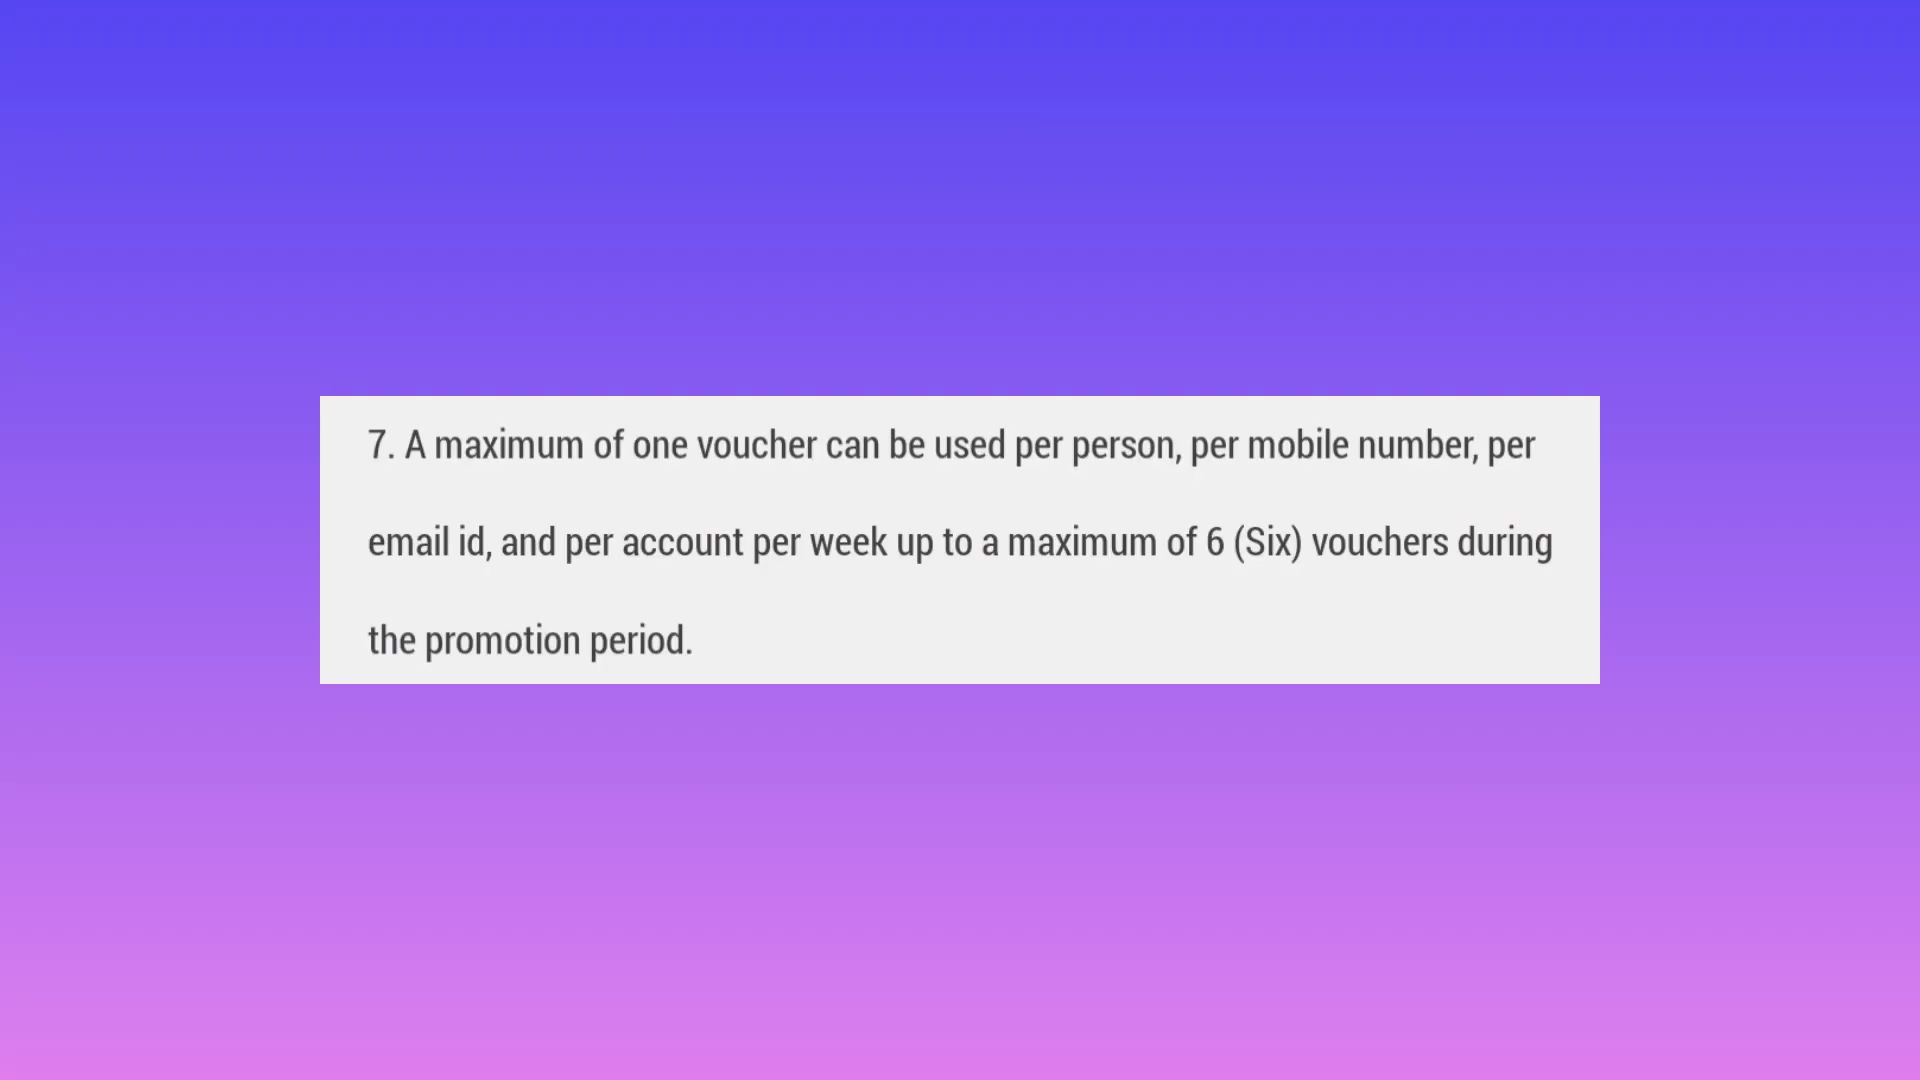 7. A maximum of one voucher can be used per person, per mobile number, per
email id, and per account per week up to a maximum of 6 (Six) vouchers during
the promotion period.